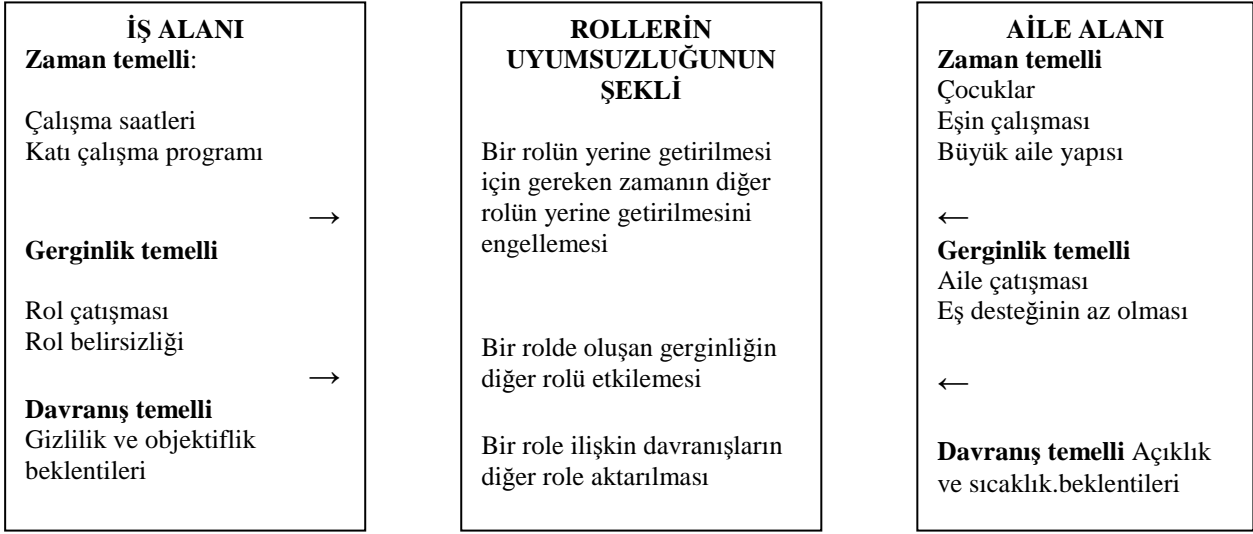 İŞ ALANI
Zaman temelli:
Çalışma saatleri
Katı çalışma programı
→
Gerginlik temelli
Rol çatışması
Rol belirsizliği
→
Davranış temelli
Gizlilik ve objektiflik
beklentileri
ROLLERİN
UYUMSUZLUĞUNUN
ŞEKLİ
Bir rolün yerine getirilmesi
için gereken zamanın diğer
rolün yerine getirilmesini
engellemesi
Bir rolde oluşan gerginliğin
diğer rolü etkilemesi
Bir role ilişkin davranışların
diğer role aktarılması
AİLE ALANI
Zaman temelli
Çocuklar
Eşin çalışması
Büyük aile yapısı
←
Gerginlik temelli
Aile çatışması
Eş desteğinin az olması
←
Davranış temelli Açıklık
ve sıcaklık.beklentileri